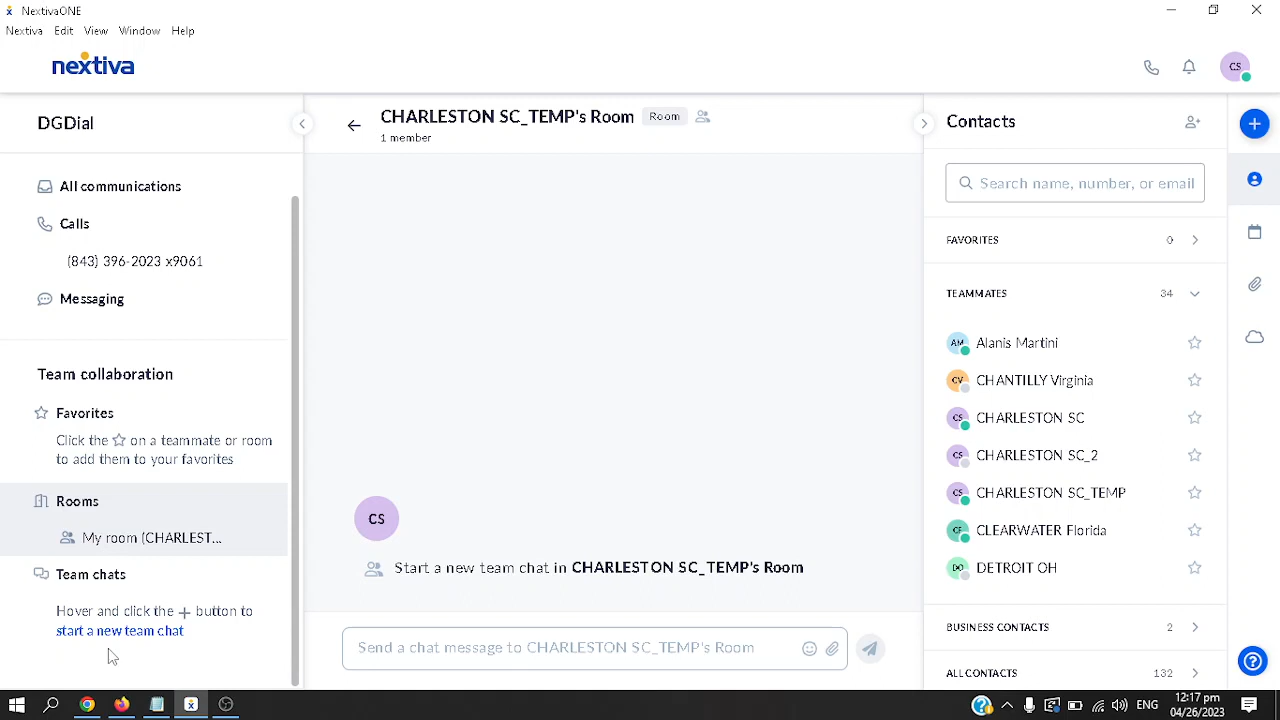 NextivaONE
Nextiva Edit View Window Help
nextiva
CS
DGDial
All communications
Calls
(843) 396-2023 x9061
Messaging
Team collaboration
Favorites
Click the on a teammate or room
to add them to your favorites
Rooms
My room (CHARLEST...
Team chats
Hover and click the + button to
start a new team chat
CHARLESTON SC_TEMP's Room Room
1 member
CS
Start a new team chat in CHARLESTON SC_TEMP's Room
Send a chat message to CHARLESTON SC_TEMP's Room
Contacts
Search name, number, or email
FAVORITES 0
TEAMMATES 34
AM Alanis Martini
CV CHANTILLY Virginia
CS CHARLESTON SC
CS CHARLESTON SC_2
CS CHARLESTON SC_TEMP
CF CLEARWATER Florida
DO DETROIT OH
BUSINESS CONTACTS 2
ALL CONTACTS 132
ENG
12:17 pm
04/26/2023